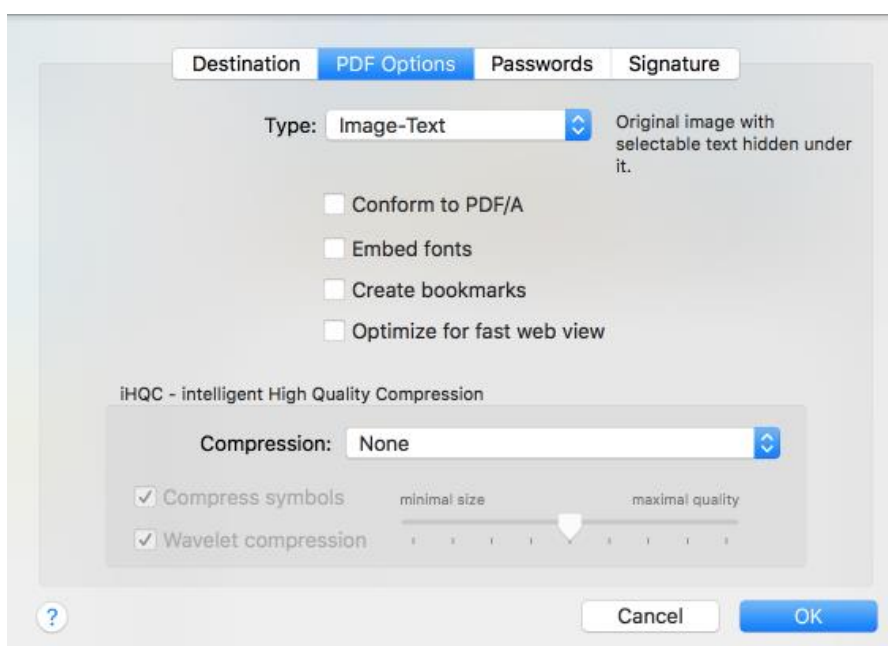 Destination PDF Options Passwords Signature
Type: Image-Text
Original image with
selectable text hidden under
it.
Conform to PDF/A
Embed fonts
Create bookmarks
Optimize for fast web view
iHQC - intelligent High Quality Compression
Compression: None
Compress symbols
minimal size maximal quality
Wavelet compression
? Cancel OK